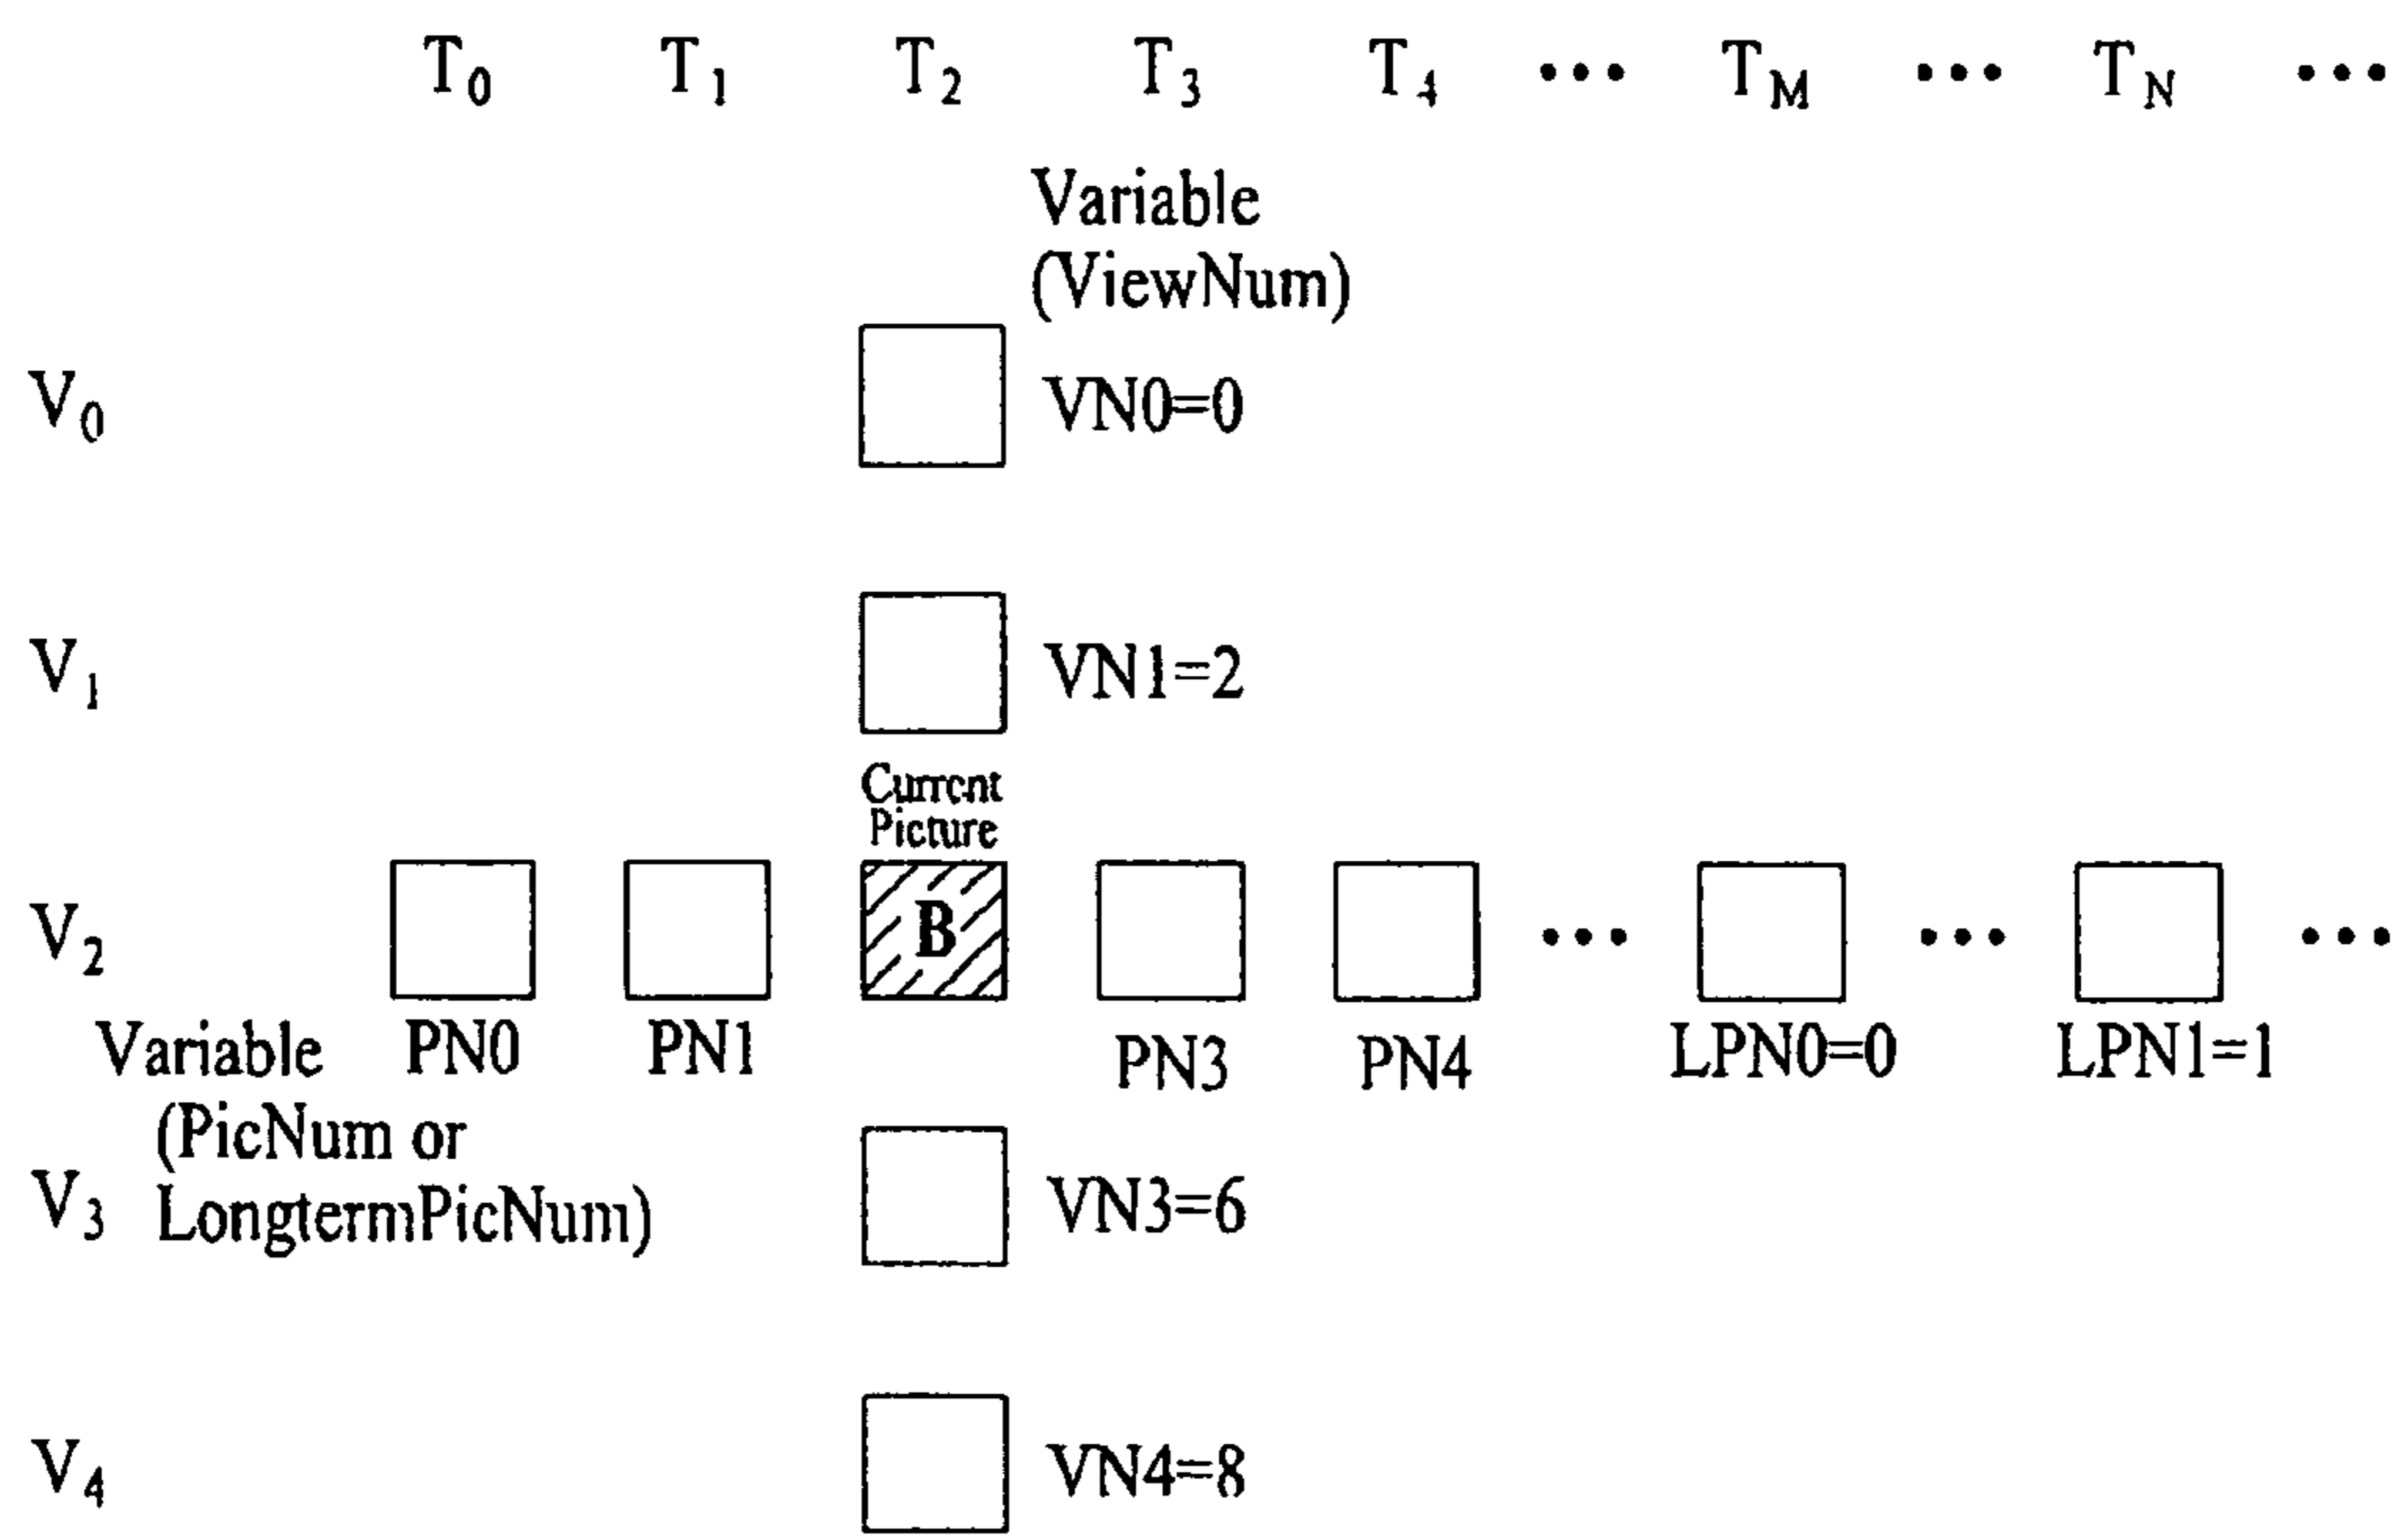 T0 T1 T2 T3 T4 ••• TM ••• TN •••
Variable
(ViewNum)
V0 VN0=0
V1 VN1=2
Current
Picture
V2 B ••• ••• •••
Variable PN0 PN1 PN3 PN4 LPN0=0 LPN1=1
(PicNum or
LongtermPicNum)
V3 VN3=6
V4 VN4=8